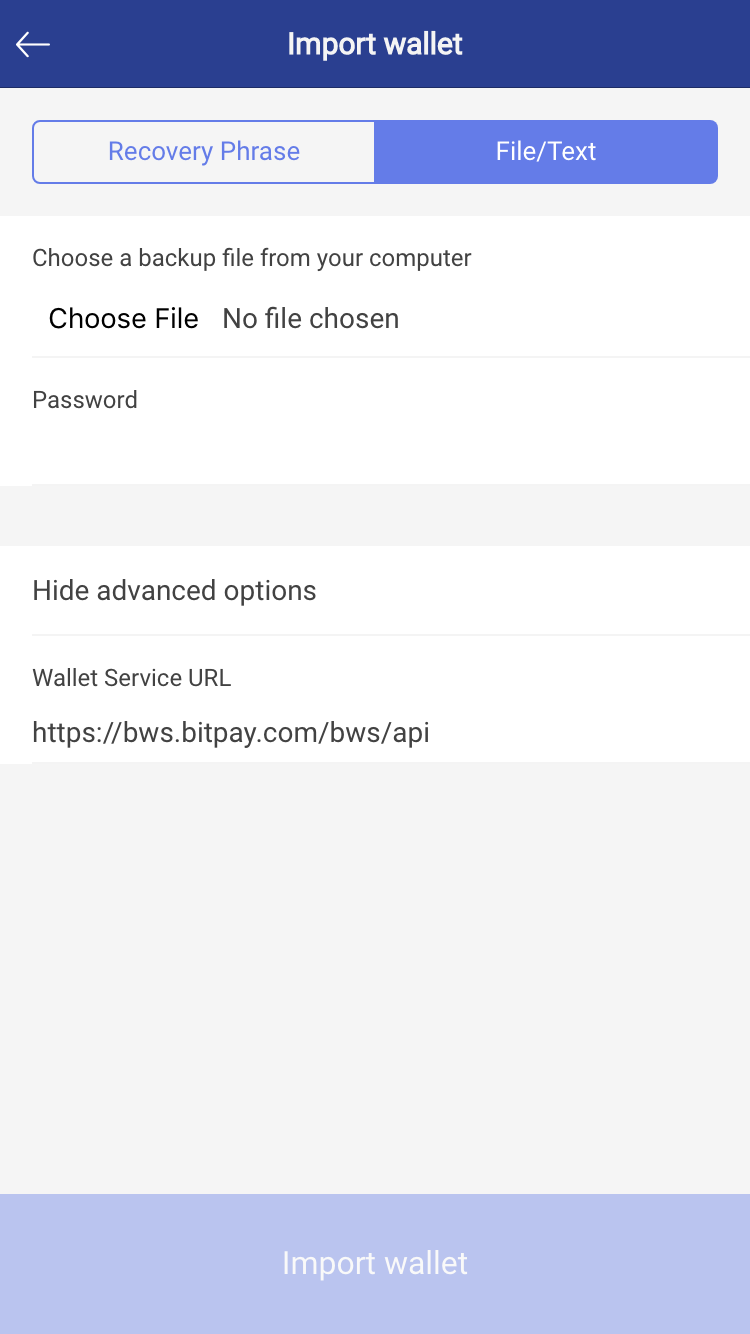 Import wallet
Recovery Phrase File/Text
Choose a backup file from your computer
Choose File No file chosen
Password
Hide advanced options
Wallet Service URL
https://bws.bitpay.com/bws/api
Import wallet